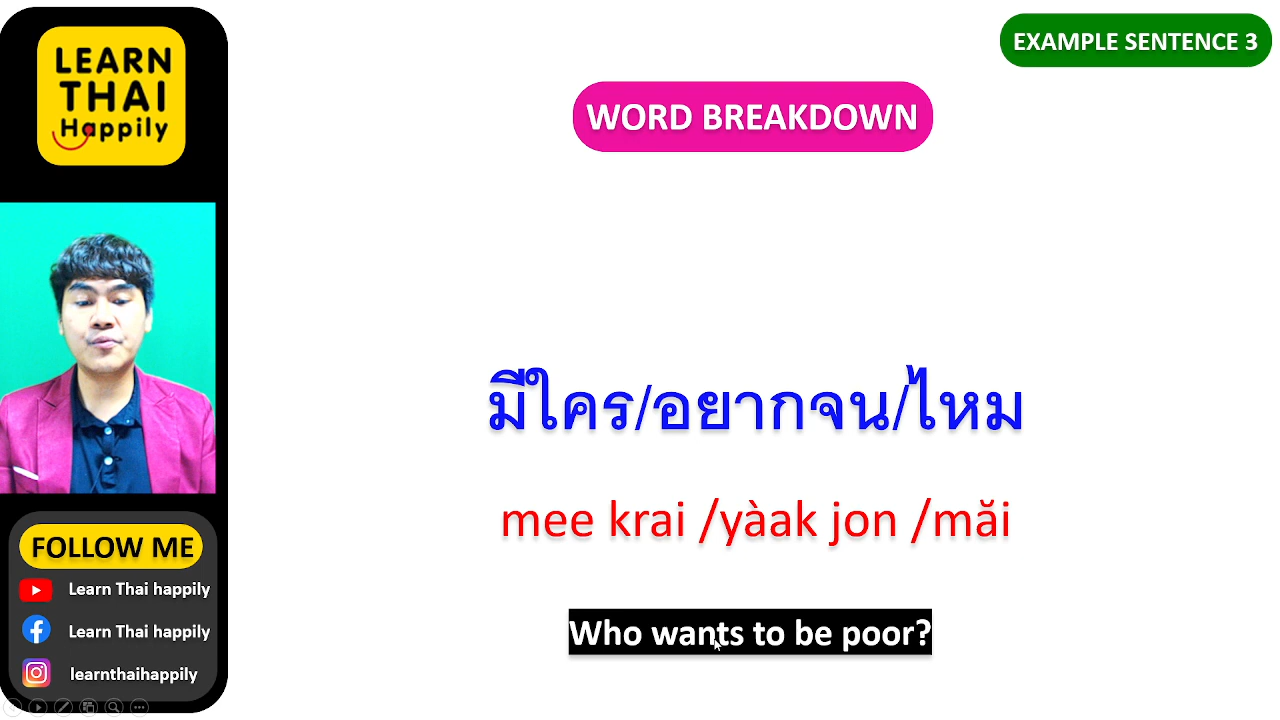 LEARN
THAI
Happily
EXAMPLE SENTENCE 3
WORD BREAKDOWN
มีใคร/อยากจน/ไหม
mee krai /yàak jon /măi
Who wants to be poor?
FOLLOW ME
Learn Thai happily
Learn Thai happily
learnthaihappily